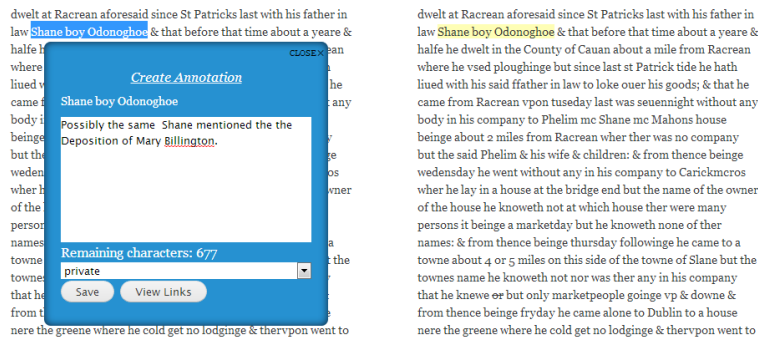 dwelt at Racrean aforesaid since St Patricks last with his father in
law Shane boy Odonoghoe & that before that time about a yeare &
halfe h
ean
where
liued w
he
came f
any
body i
beinge
but the
ge
weden
ros
wher h
wner
of the
person
names
a
towne
t the
townes
that he
from t
nere the greene where he cold get no lodginge & thervpon went to
CLOSE×
Create Annotation
Shane boy Odonoghoe
Possibly the same  Shane mentioned the the
Deposition of Mary Billington.
Remaining characters: 677
private
Save
View Links
dwelt at Racrean aforesaid since St Patricks last with his father in
law Shane boy Odonoghoe & that before that time about a yeare &
halfe he dwelt in the County of Cauan about a mile from Racrean
where he vsed ploughinge but since last st Patrick tide he hath
liued with his said ffather in law to loke ouer his goods; & that he
came from Racrean vpon tuseday last was seuennight without any
body in his company to Phelim mc Shane mc Mahons house
beinge about 2 miles from Racrean wher ther was no company
but the said Phelim & his wife & children: & from thence beinge
wedensday he went without any in his company to Carickmcros
wher he lay in a house at the bridge end but the name of the owner
of the house he knoweth not at which house ther were many
persons it beinge a marketday but he knoweth none of ther
names: & from thence beinge thursday followinge he came to a
towne about 4 or 5 miles on this side of the towne of Slane but the
townes name he knoweth not nor was ther any in his company
that he knewe or but only marketpeople goinge vp & downe &
from thence beinge fryday he came alone to Dublin to a house
nere the greene where he cold get no lodginge & thervpon went to